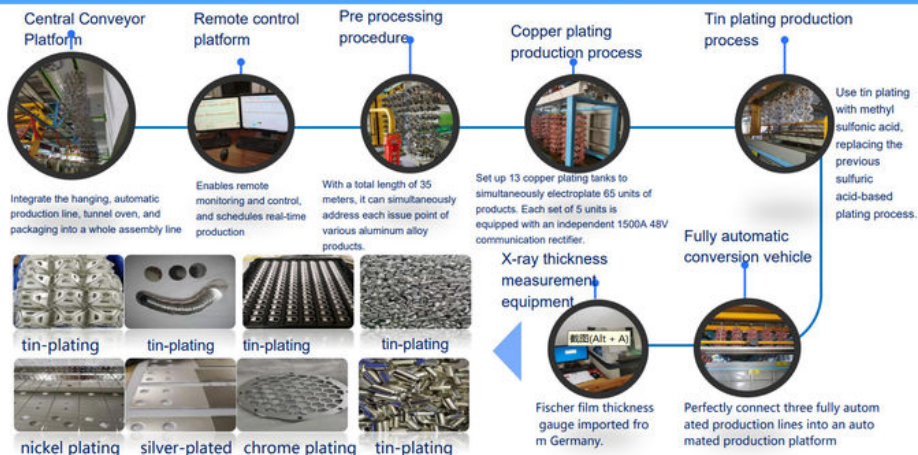 Central Conveyor
Platform
Remote control
platform
Pre processing
procedure
Copper plating
production process
Tin plating production
process
Integrate the hanging, automatic
production line, tunnel oven, and
packaging into a whole assembly line
Enables remote
monitoring and control,
and schedules real-time
production
With a total length of 35
meters, it can simultaneously
address each issue point of
various aluminum alloy
products.
Set up 13 copper plating tanks to
simultaneously electroplate 65 units of
products. Each set of 5 units is
equipped with an independent 1500A 48V
communication rectifier.
Use tin plating
with methyl
sulfonic acid,
replacing the
previous
sulfuric
acid-based
plating process.
X-ray thickness
measurement
equipment
Fully automatic
conversion vehicle
截图(Alt + A)
Fischer film thickness
gauge imported fro
m Germany.
Perfectly connect three fully autom
ated production lines into an auto
mated production platform
tin-plating
tin-plating
tin-plating
tin-plating
nickel plating
silver-plated
chrome plating
tin-plating